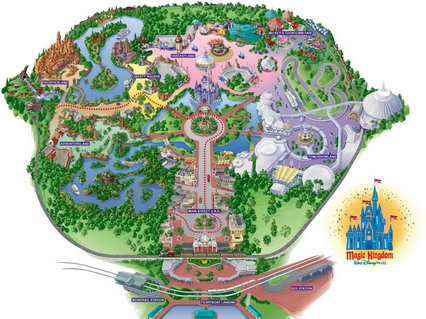 MICKEY'S TOONTOWN FAIR
FANTASYLAND
LIBERTY SQUARE
FRONTIERLAND
ADVENTURELAND
TOMORROWLAND
MAIN STREET U.S.A.
Magic Kingdom
WALT DISNEY WORLD
BUS STATION
MONORAIL STATION
FERRYBOAT LANDING